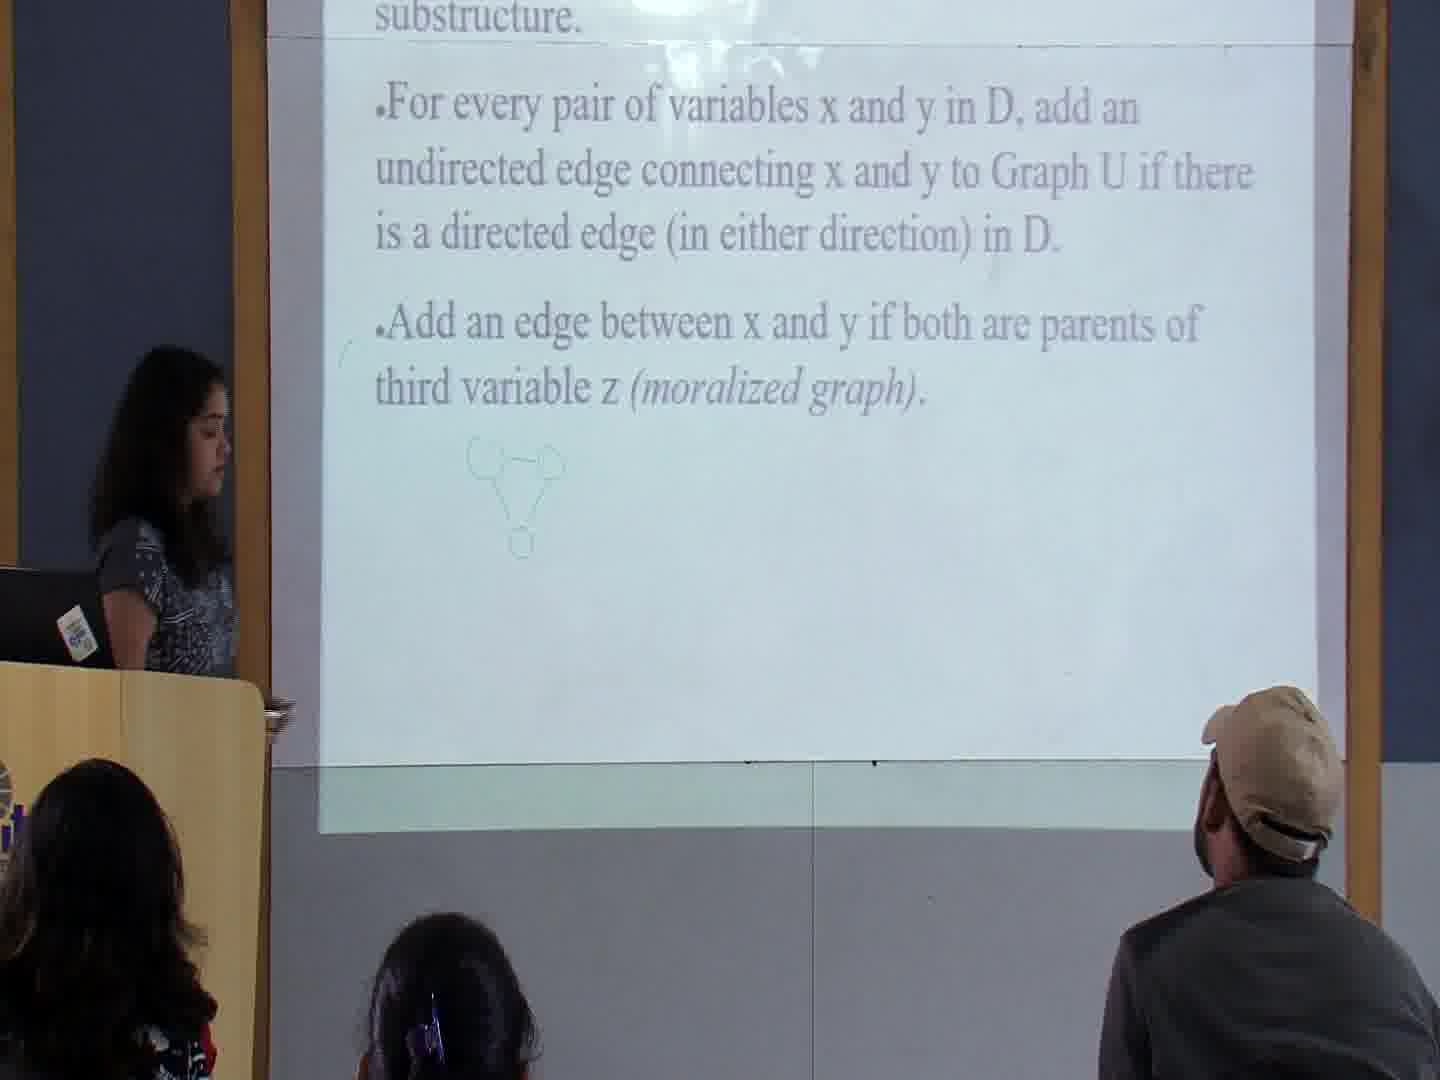 substructure.
•For every pair of variables x and y in D, add an
undirected edge connecting x and y to Graph U if there
is a directed edge (in either direction) in D.
•Add an edge between x and y if both are parents of
third variable z (moralized graph).